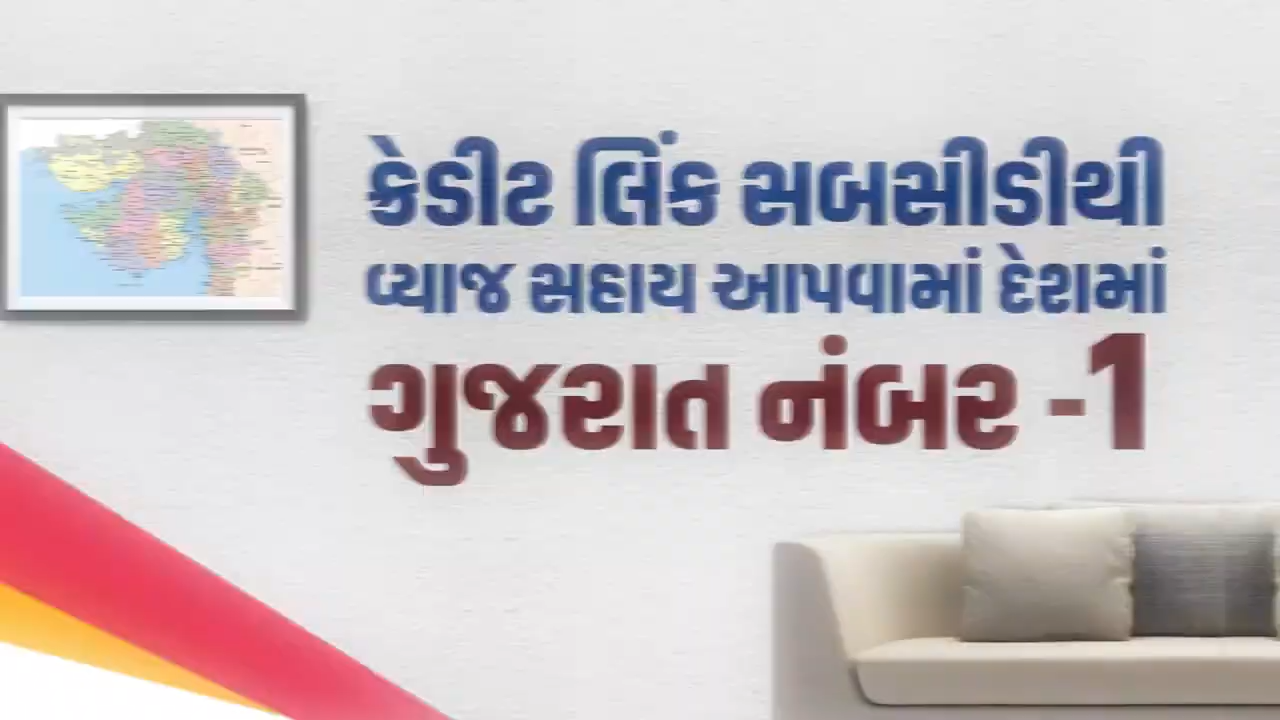 ક્રેડીટ લિંક સબસીડીથી
વ્યાજ સહાય આપવામાં દેશમાં
ગુજરાત નંબર -1